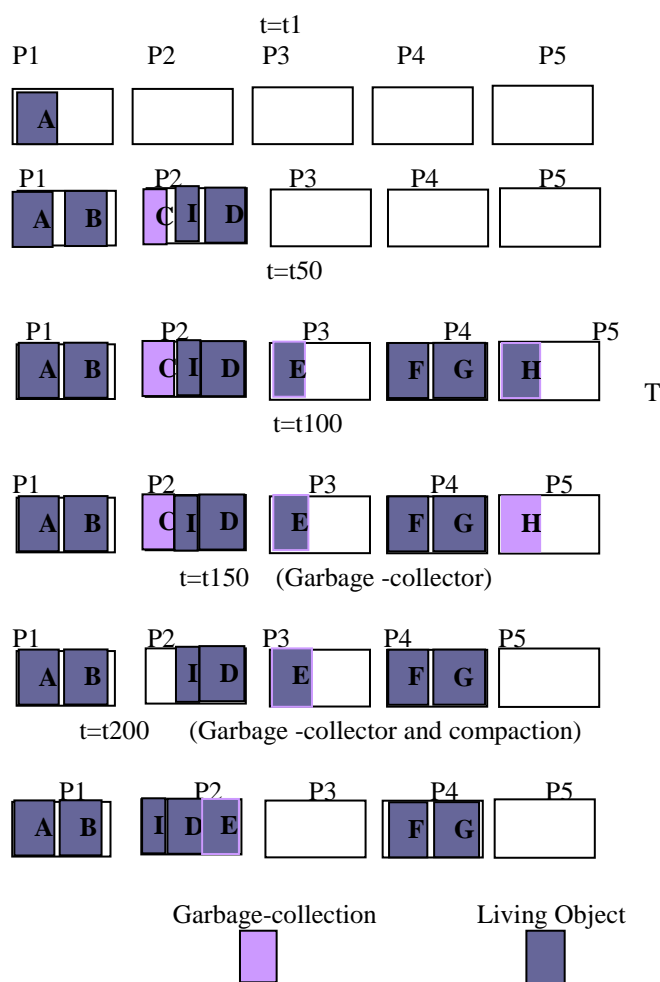 t=t1
P1 P2 P3 P4 P5
A
P1 P2 P3 P4 P5
A B C I D
t=t50
P1 P2 P3 P4 P5
A B C I D E F G H
T
t=t100
P1 P2 P3 P4 P5
A B C I D E F G H
t=t150 (Garbage -collector)
P1 P2 P3 P4 P5
A B I D E F G
t=t200 (Garbage -collector and compaction)
P1 P2 P3 P4 P5
A B I D E F G
Garbage-collection Living Object